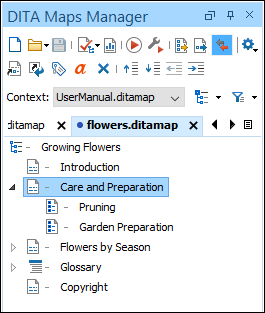 DITA Maps Manager
Context: UserManual.ditamap
ditamap flowers.ditamap
Growing Flowers
Introduction
Care and Preparation
Pruning
Garden Preparation
Flowers by Season
Glossary
Copyright